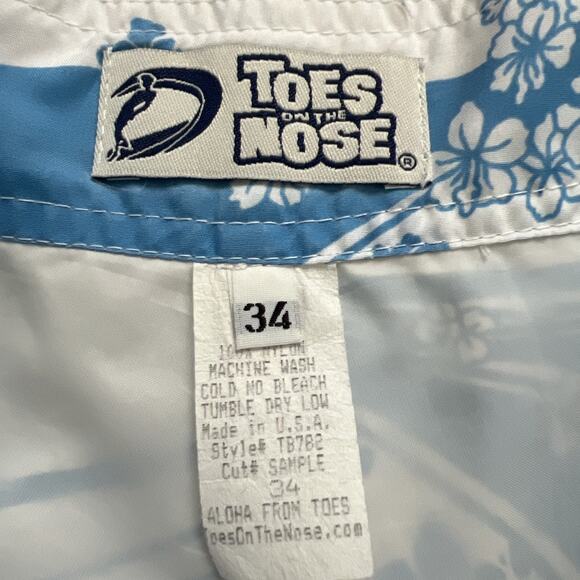 TOES
ON THE
NOSE®
34
100% NYLON
MACHINE WASH
COLD NO BLEACH
TUMBLE DRY LOW
Made in U.S.A.
Style# TB782
Cut# SAMPLE
34
ALOHA FROM TOES
ToesOnTheNose.com